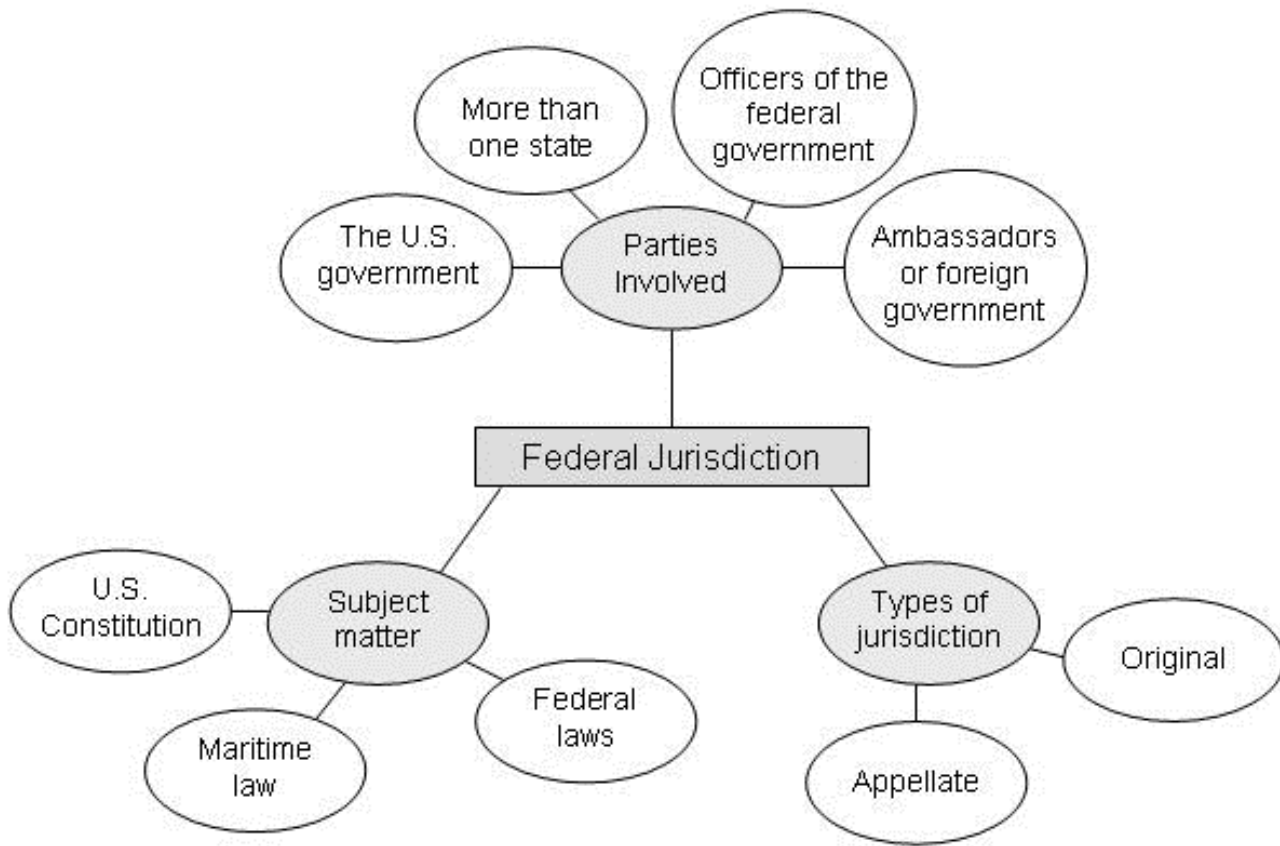 More than
one state
Officers of the
federal
government
The U.S.
government
Parties
Involved
Ambassadors
or foreign
government
Federal Jurisdiction
U.S.
Constitution
Subject
matter
Maritime
law
Federal
laws
Types of
jurisdiction
Original
Appellate